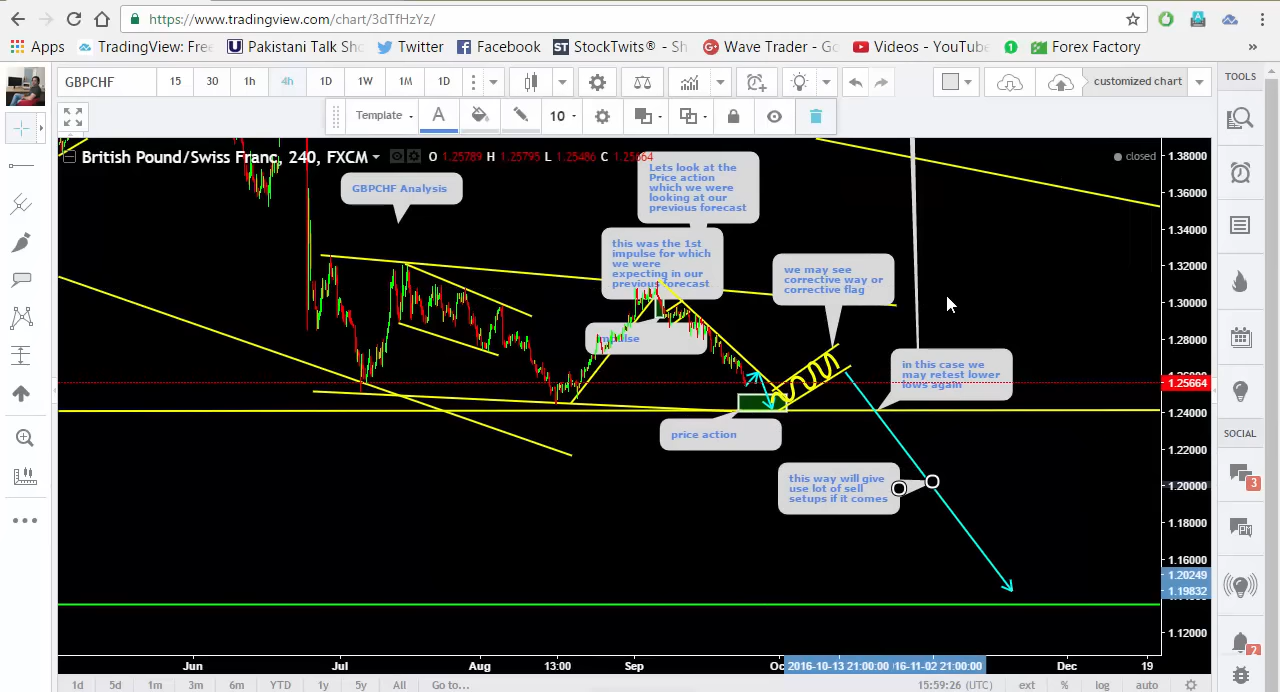 https://www.tradingview.com/chart/3dTfHzYz/
Apps TradingView: Free Pakistani Talk Sho Twitter Facebook StockTwits® - Sh Wave Trader - Go Videos - YouTube 1 Forex Factory »
GBPCHF 15 30 1h 4h 1D 1W 1M 1D customized chart TOOLS
Template 10
British Pound/Swiss Franc, 240, FXCM O 1.25789 H 1.25795 L 1.25486 C 1.25664 closed
GBPCHF Analysis
Lets look at the
Price action
which we were
looking at our
previous forecast
this was the 1st
impulse for which
we were
expecting in our
previous forecast
we may see
corrective way or
corrective flag
impulse
in this case we
may retest lower
lows again
price action
this way will give
use lot of sell
setups if it comes
1.38000
1.36000
1.34000
1.32000
1.30000
1.28000
1.25664
1.24000
1.22000
1.20000
1.18000
1.16000
1.20249
1.19832
1.12000
SOCIAL
3
2
Jun Jul Aug 13:00 Sep 2016-10-13 21:00:00 16-11-02 21:00:00 Dec 19
1d 5d 1m 3m 6m YTD 1y 5y All Go to... 15:59:26 (UTC) ext % log auto